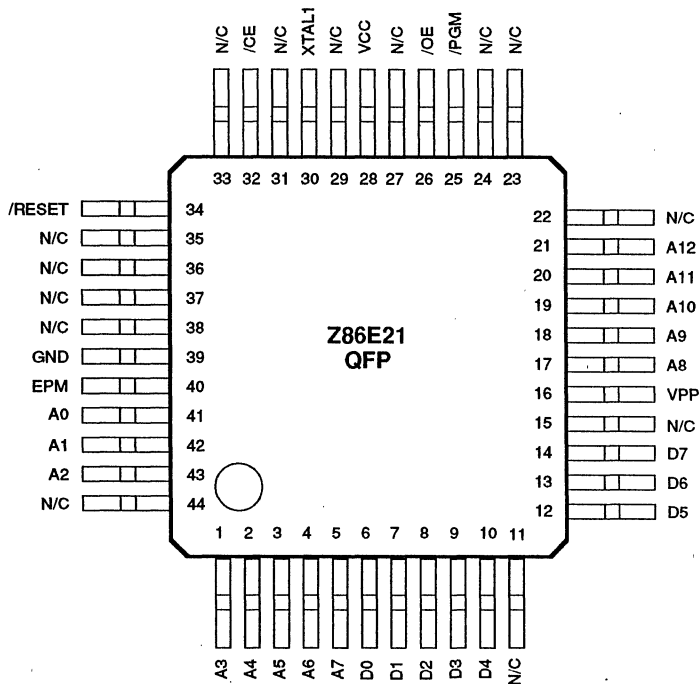 N/C /CE N/C XTAL1 N/C VCC N/C /OE /PGM N/C N/C
33 32 31 30 29 28 27 26 25 24 23
/RESET 34
N/C 35
N/C 36
N/C 37
N/C 38
GND 39
EPM 40
A0 41
A1 42
A2 43
N/C 44
Z86E21
QFP
22 N/C
21 A12
20 A11
19 A10
18 A9
17 A8
16 VPP
15 N/C
14 D7
13 D6
12 D5
1 2 3 4 5 6 7 8 9 10 11
A3 A4 A5 A6 A7 D0 D1 D2 D3 D4 N/C